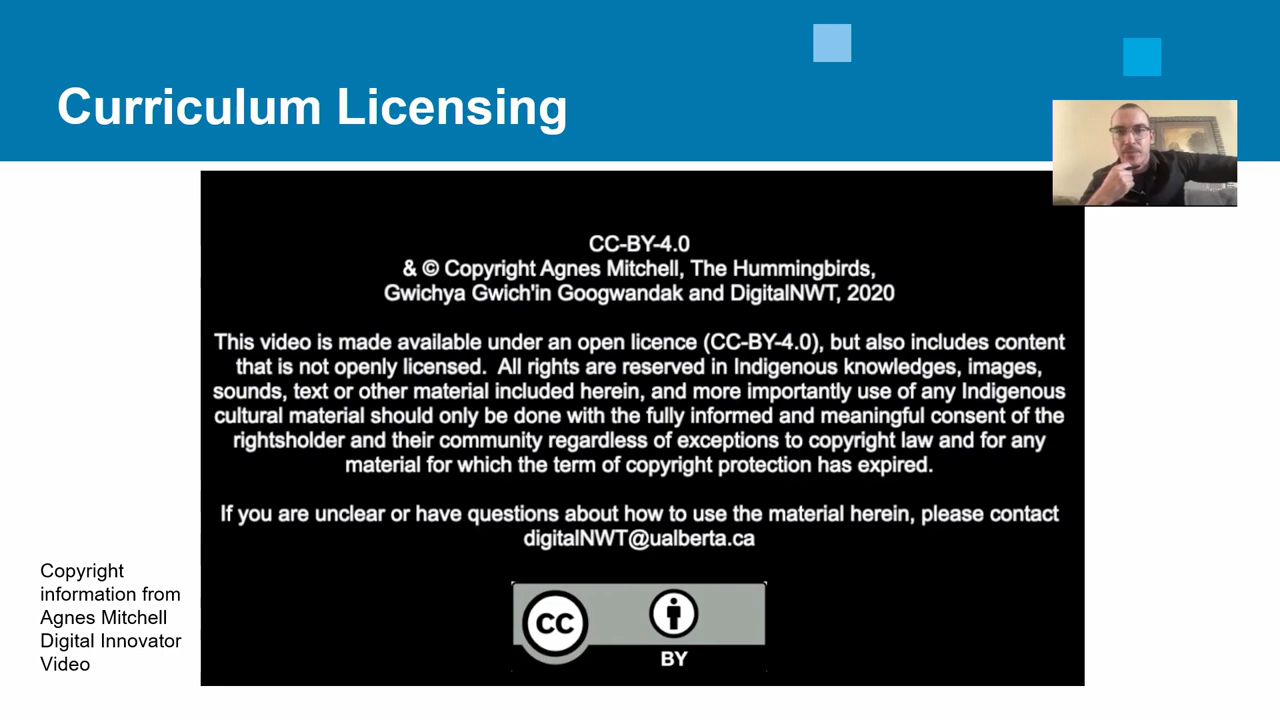 Curriculum Licensing
CC-BY-4.0
& © Copyright Agnes Mitchell, The Hummingbirds,
Gwichya Gwich'in Googwandak and DigitalNWT, 2020
This video is made available under an open licence (CC-BY-4.0), but also includes content
that is not openly licensed.  All rights are reserved in Indigenous knowledges, images,
sounds, text or other material included herein, and more importantly use of any Indigenous
cultural material should only be done with the fully informed and meaningful consent of the
rightsholder and their community regardless of exceptions to copyright law and for any
material for which the term of copyright protection has expired.
If you are unclear or have questions about how to use the material herein, please contact
digitalNWT@ualberta.ca
CC
BY
Copyright
information from
Agnes Mitchell
Digital Innovator
Video